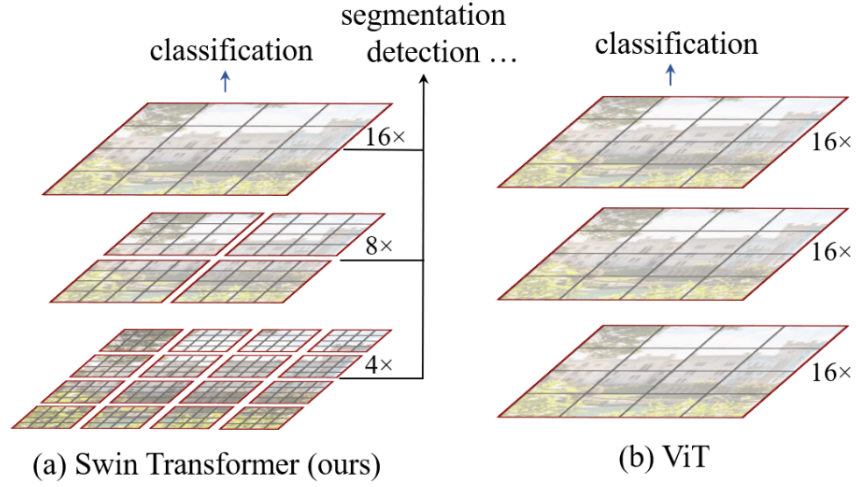 segmentation
detection …
classification
16×
8×
4×
(a) Swin Transformer (ours)
classification
16×
16×
16×
(b) ViT